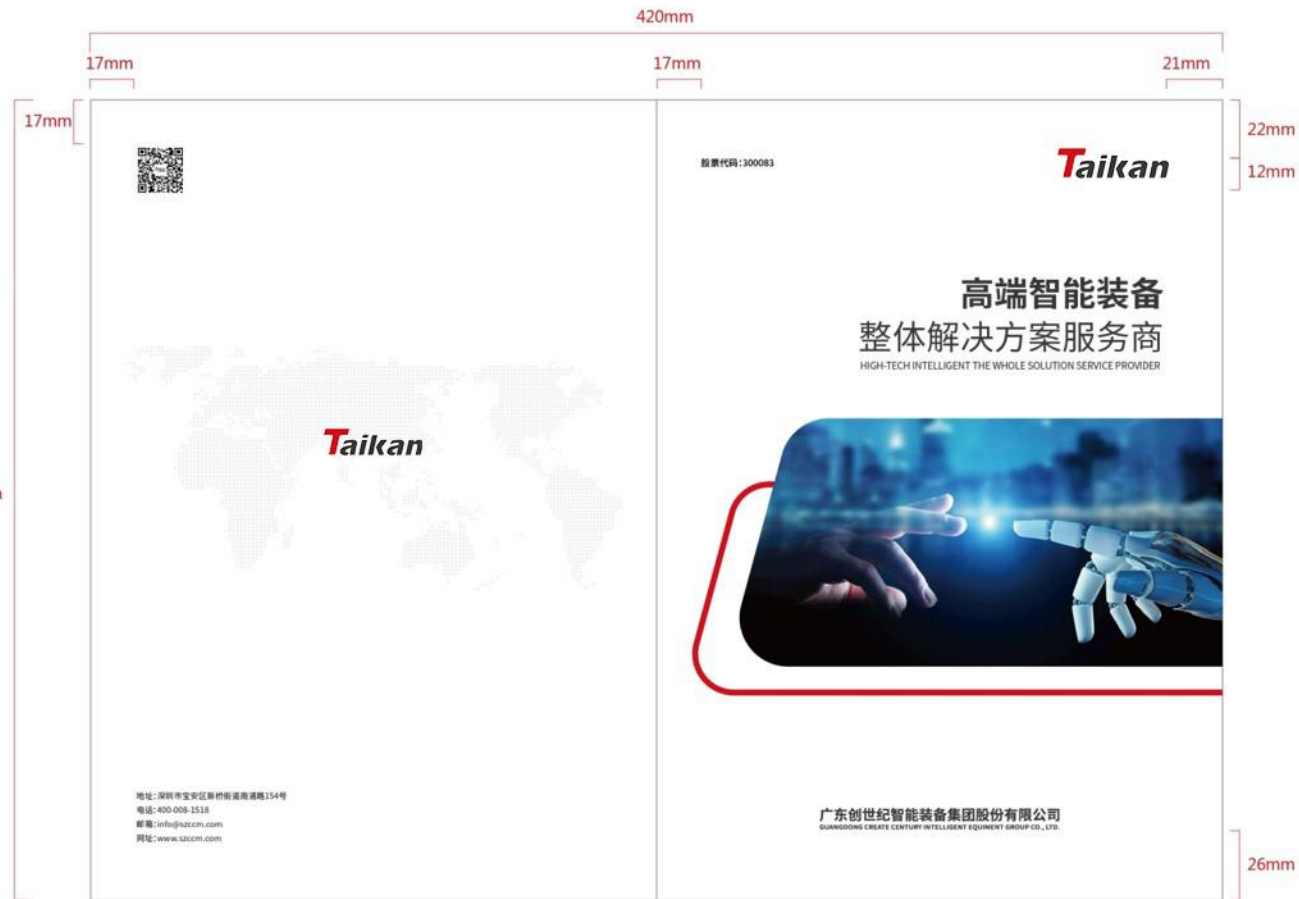 420mm
17mm
17mm
21mm
17mm
22mm
12mm
股票代码:300083
Taikan
高端智能装备
整体解决方案服务商
HIGH-TECH INTELLIGENT THE WHOLE SOLUTION SERVICE PROVIDER
Taikan
地址:深圳市宝安区新桥街道南浦路154号
电话:400-008-1518
邮箱:info@szccm.com
网址:www.szccm.com
广东创世纪智能装备集团股份有限公司
GUANGDONG CREATE CENTURY INTELLIGENT EQUIMENT GROUP CO., LTD.
26mm